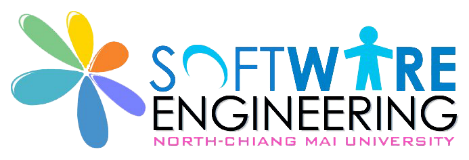 SOFTWARE
ENGINEERING
NORTH-CHIANG MAI UNIVERSITY